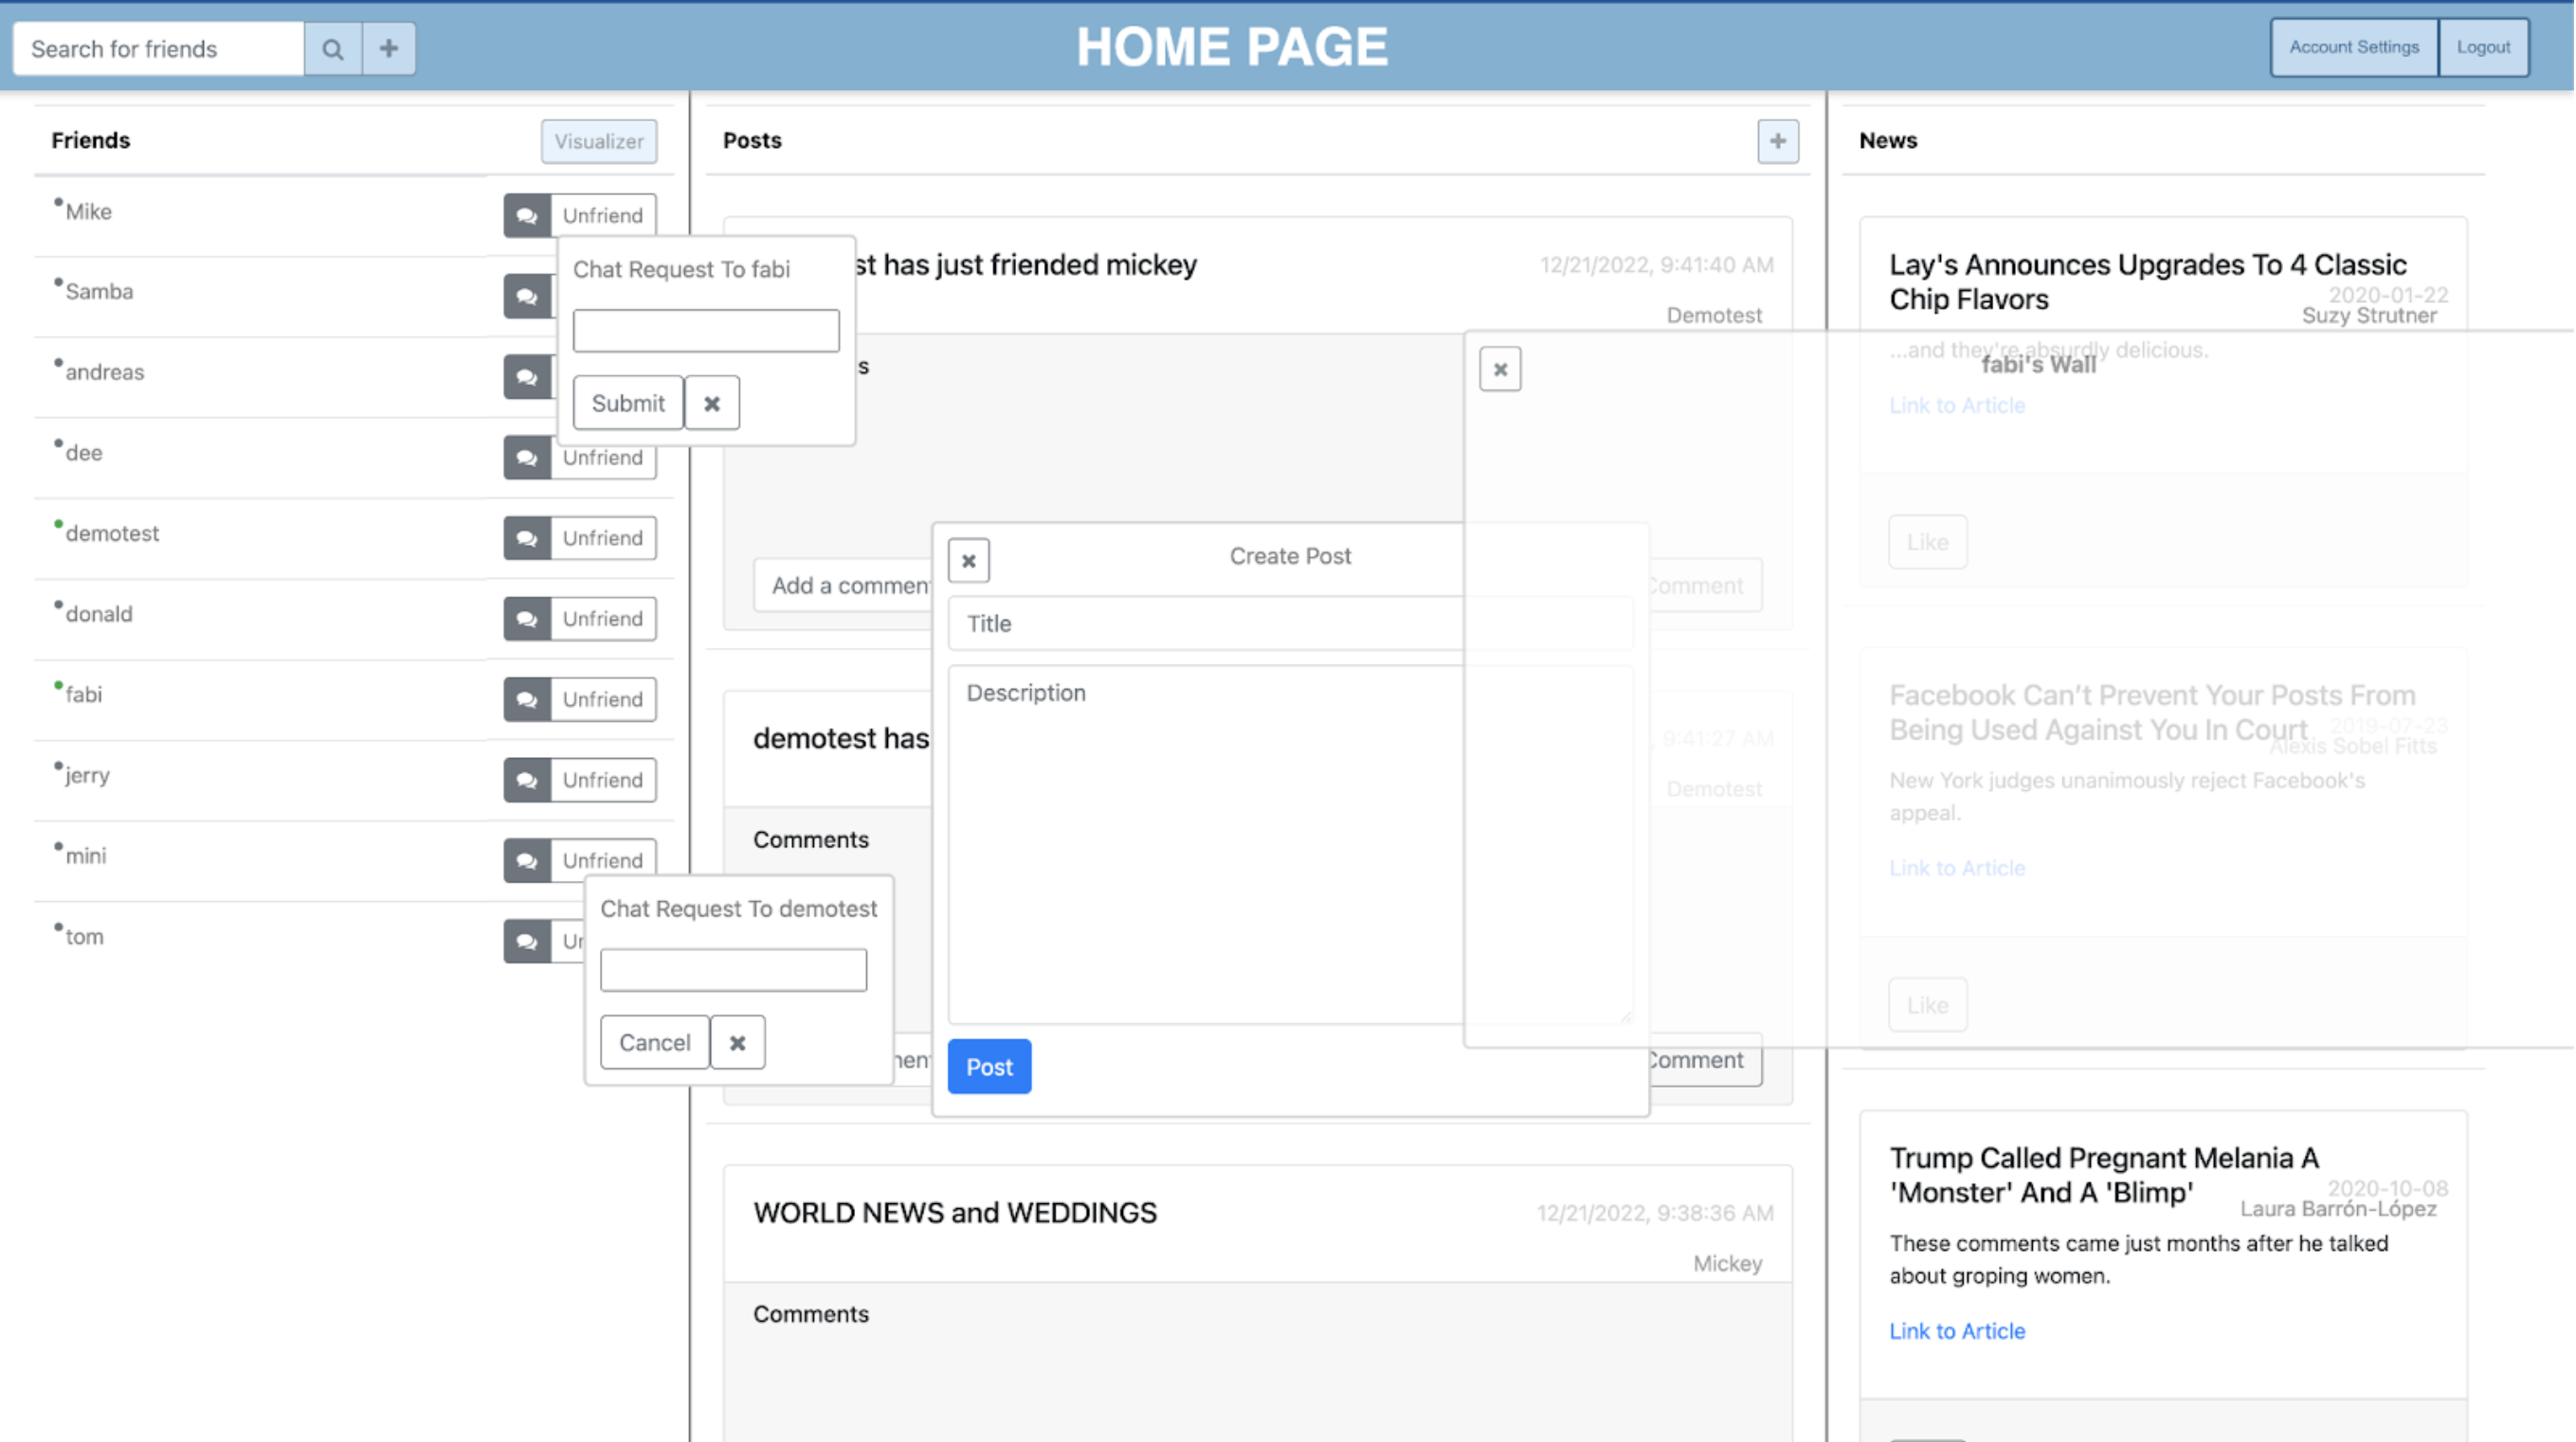 Search for friends
HOME PAGE
Account Settings
Logout
Friends
Visualizer
Mike
Unfriend
Samba
andreas
dee
Unfriend
demotest
Unfriend
donald
Unfriend
fabi
Unfriend
jerry
Unfriend
mini
Unfriend
tom
Un
Chat Request To fabi
Submit
Chat Request To demotest
Cancel
Posts
st has just friended mickey
12/21/2022, 9:41:40 AM
Demotest
s
Add a commen
Comment
demotest has
, 9:41:27 AM
Demotest
Comments
Comment
Create Post
Title
Description
Post
WORLD NEWS and WEDDINGS
12/21/2022, 9:38:36 AM
Mickey
Comments
fabi's Wall
News
Lay's Announces Upgrades To 4 Classic
Chip Flavors
2020-01-22
Suzy Strutner
...and they're absurdly delicious.
Link to Article
Like
Facebook Can’t Prevent Your Posts From
Being Used Against You In Court
2019-07-23
Alexis Sobel Fitts
New York judges unanimously reject Facebook's
appeal.
Link to Article
Like
Trump Called Pregnant Melania A
'Monster' And A 'Blimp'
2020-10-08
Laura Barrón-López
These comments came just months after he talked
about groping women.
Link to Article